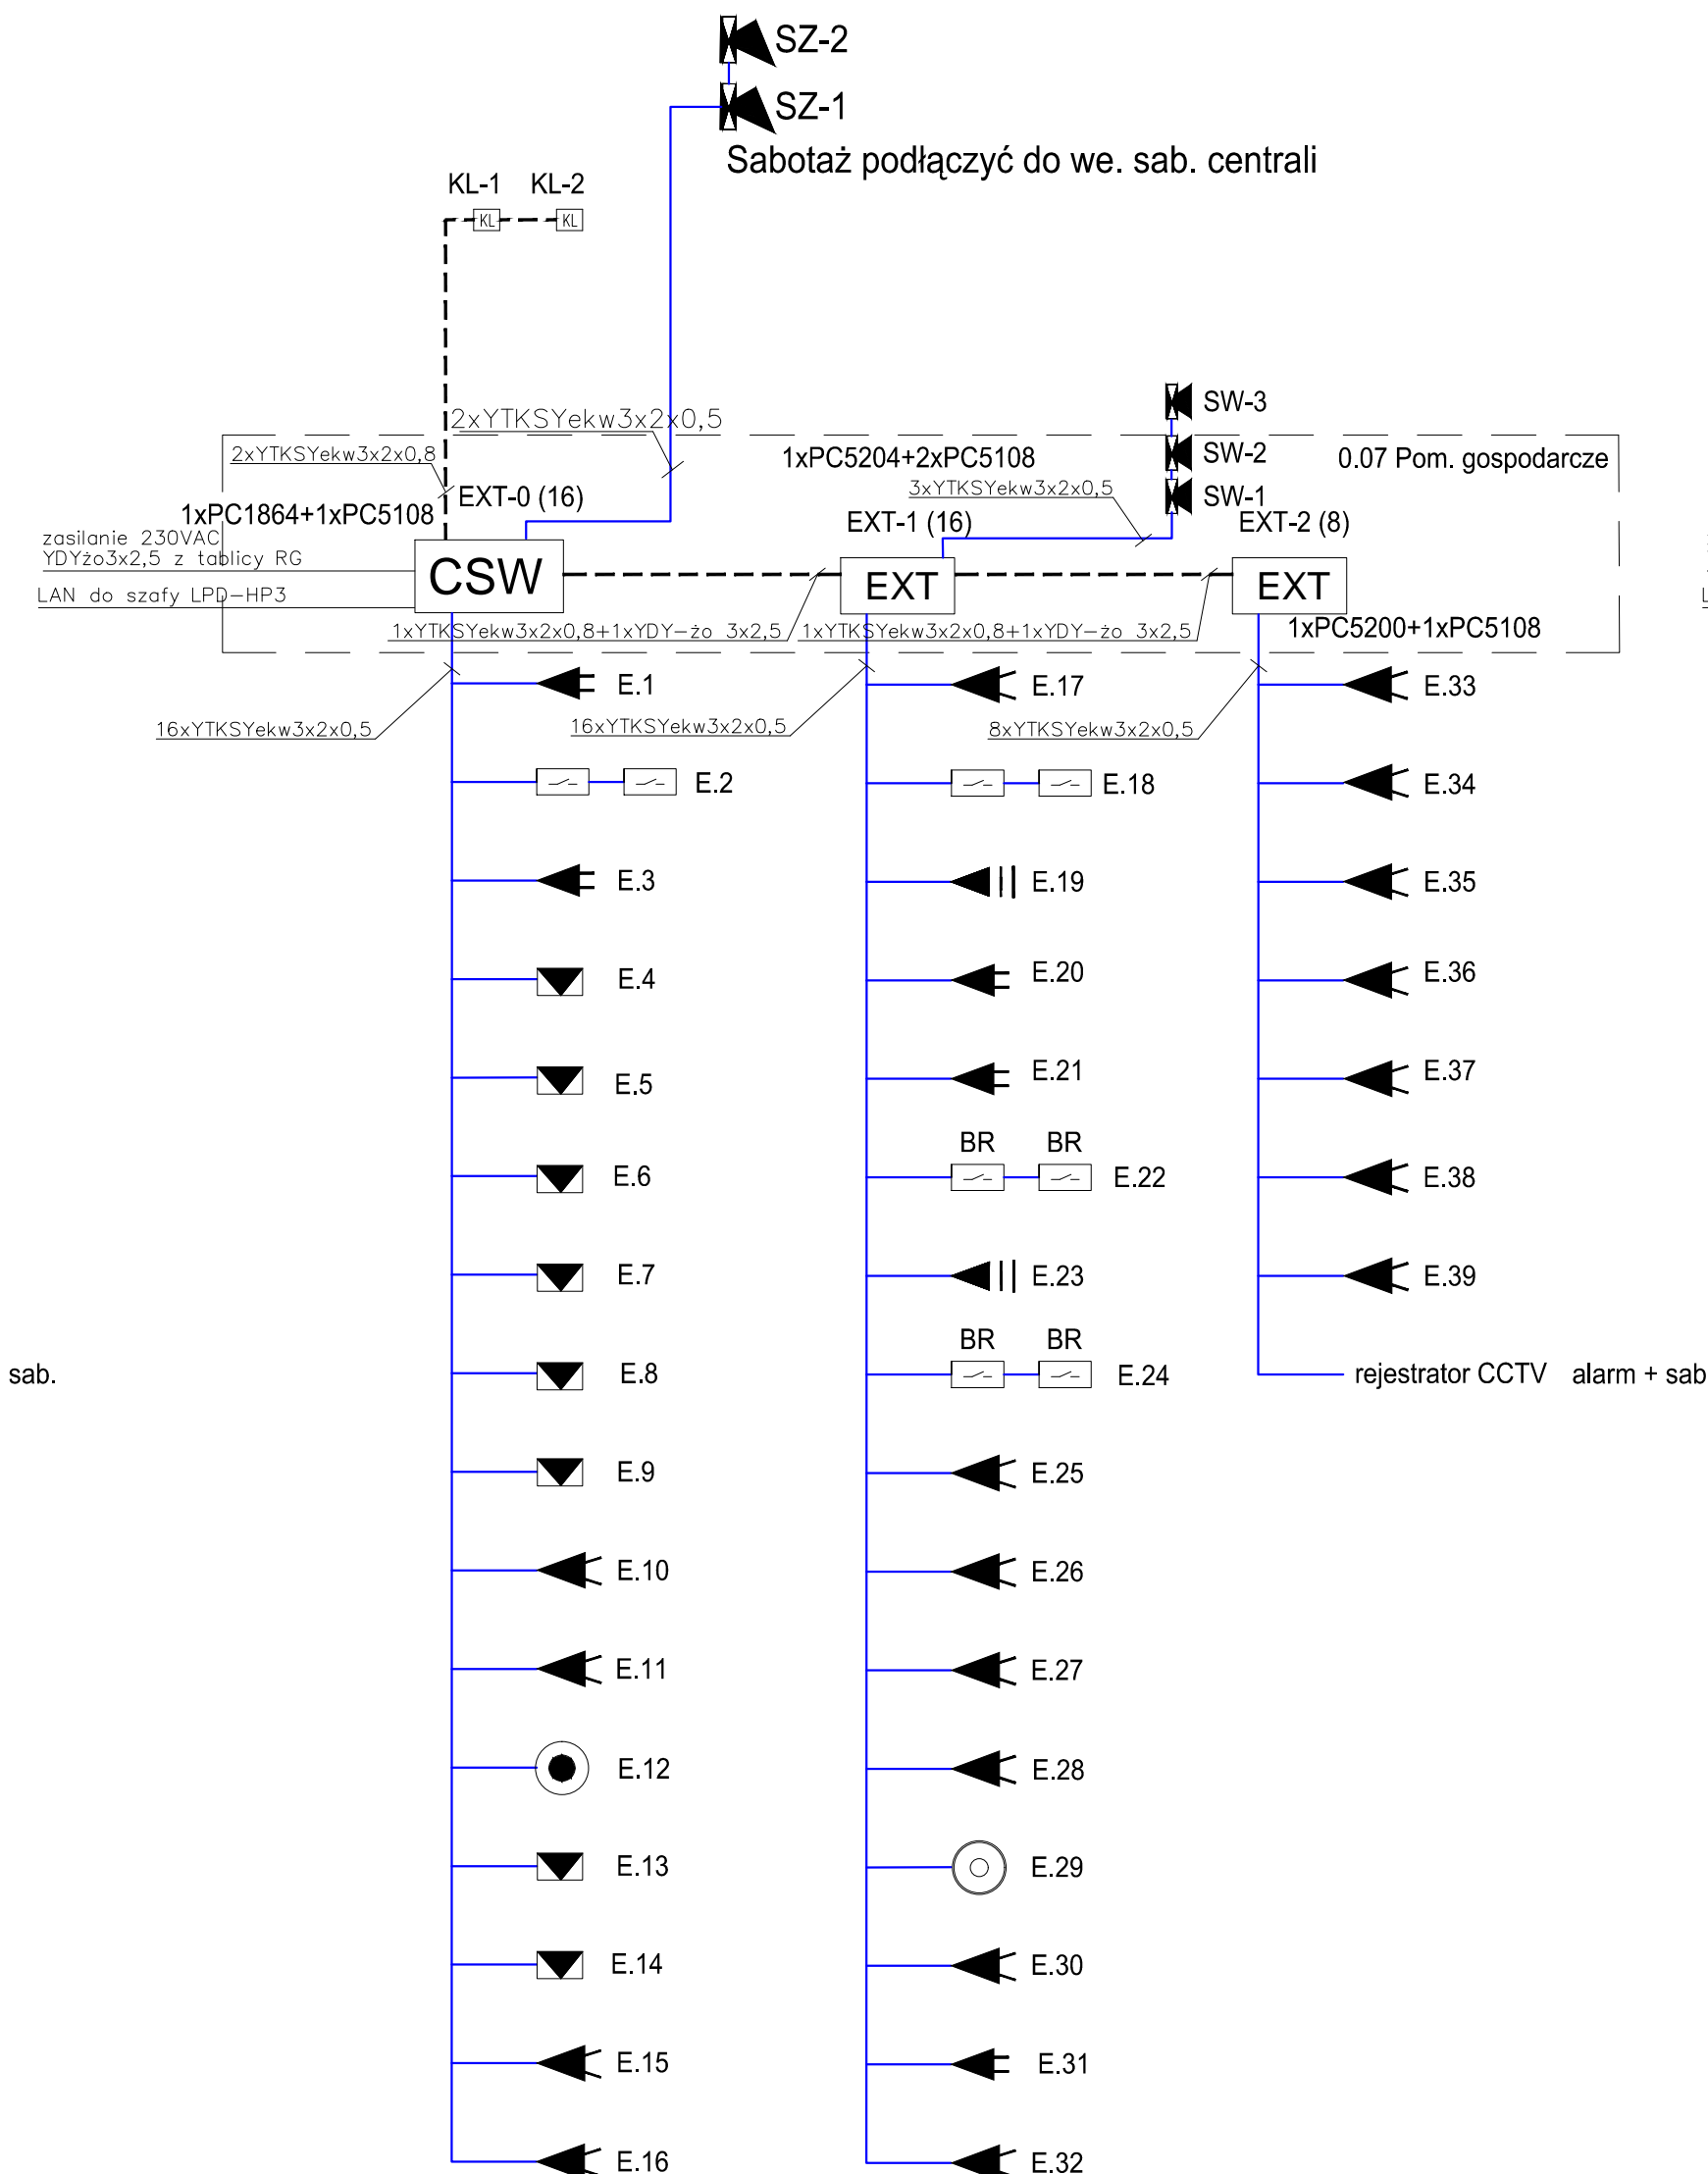 SZ-2
SZ-1
Sabotaż podłączyć do we. sab. centrali
KL-1 KL-2
KL KL
SW-3
2xYTKSYekw3x2x0,5
2xYTKSYekw3x2x0,8
1xPC5204+2xPC5108
SW-2
0.07 Pom. gospodarcze
3xYTKSYekw3x2x0,5
SW-1
EXT-0 (16)
1xPC1864+1xPC5108
EXT-1 (16)
EXT-2 (8)
zasilanie 230VAC
YDYżo3x2,5 z tablicy RG
LAN do szafy LPD-HP3
CSW
EXT
EXT
1xYTKSYekw3x2x0,8+1xYDY-żo 3x2,5
1xYTKSYekw3x2x0,8+1xYDY-żo 3x2,5
1xPC5200+1xPC5108
E.1 E.17 E.33
16xYTKSYekw3x2x0,5
16xYTKSYekw3x2x0,5
8xYTKSYekw3x2x0,5
E.2 E.18 E.34
E.3 E.19 E.35
E.4 E.20 E.36
E.5 E.21 E.37
BR BR
E.6 E.22 E.38
E.7 E.23 E.39
BR BR
sab.
E.8 E.24
rejestrator CCTV alarm + sab
E.9 E.25
E.10 E.26
E.11 E.27
E.12 E.28
E.13 E.29
E.14 E.30
E.15 E.31
E.16 E.32